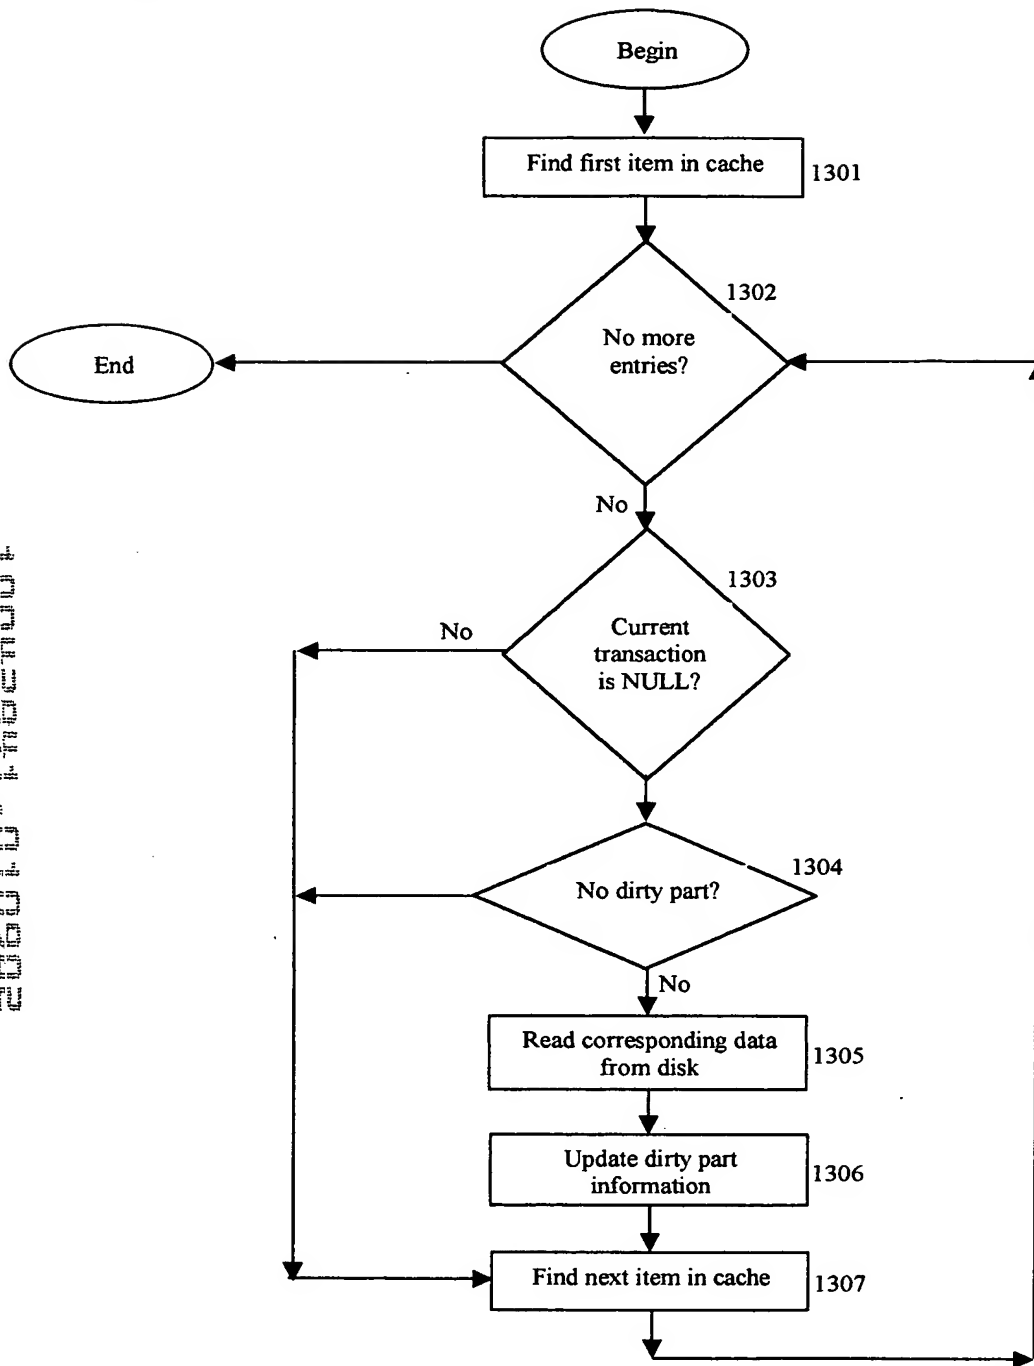 Begin
Find first item in cache
1301
1302
No more
entries?
End
No
1303
Current
transaction
is NULL?
No
1304
No dirty part?
No
Read corresponding data
from disk
1305
Update dirty part
information
1306
Find next item in cache
1307